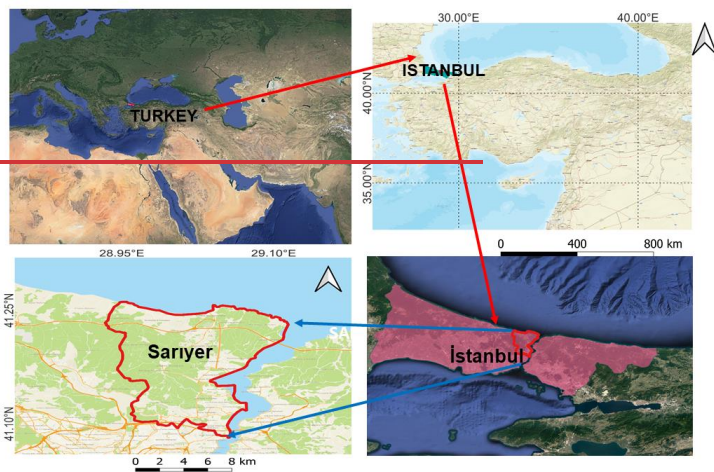 TURKEY
30.00°E
40.00°E
ISTANBUL
40.00°N
35.00°N
0 400 800 km
28.95°E
29.10°E
41.25°N
41.10°N
SA
Sarıyer
0 2 4 6 8 km
İstanbul